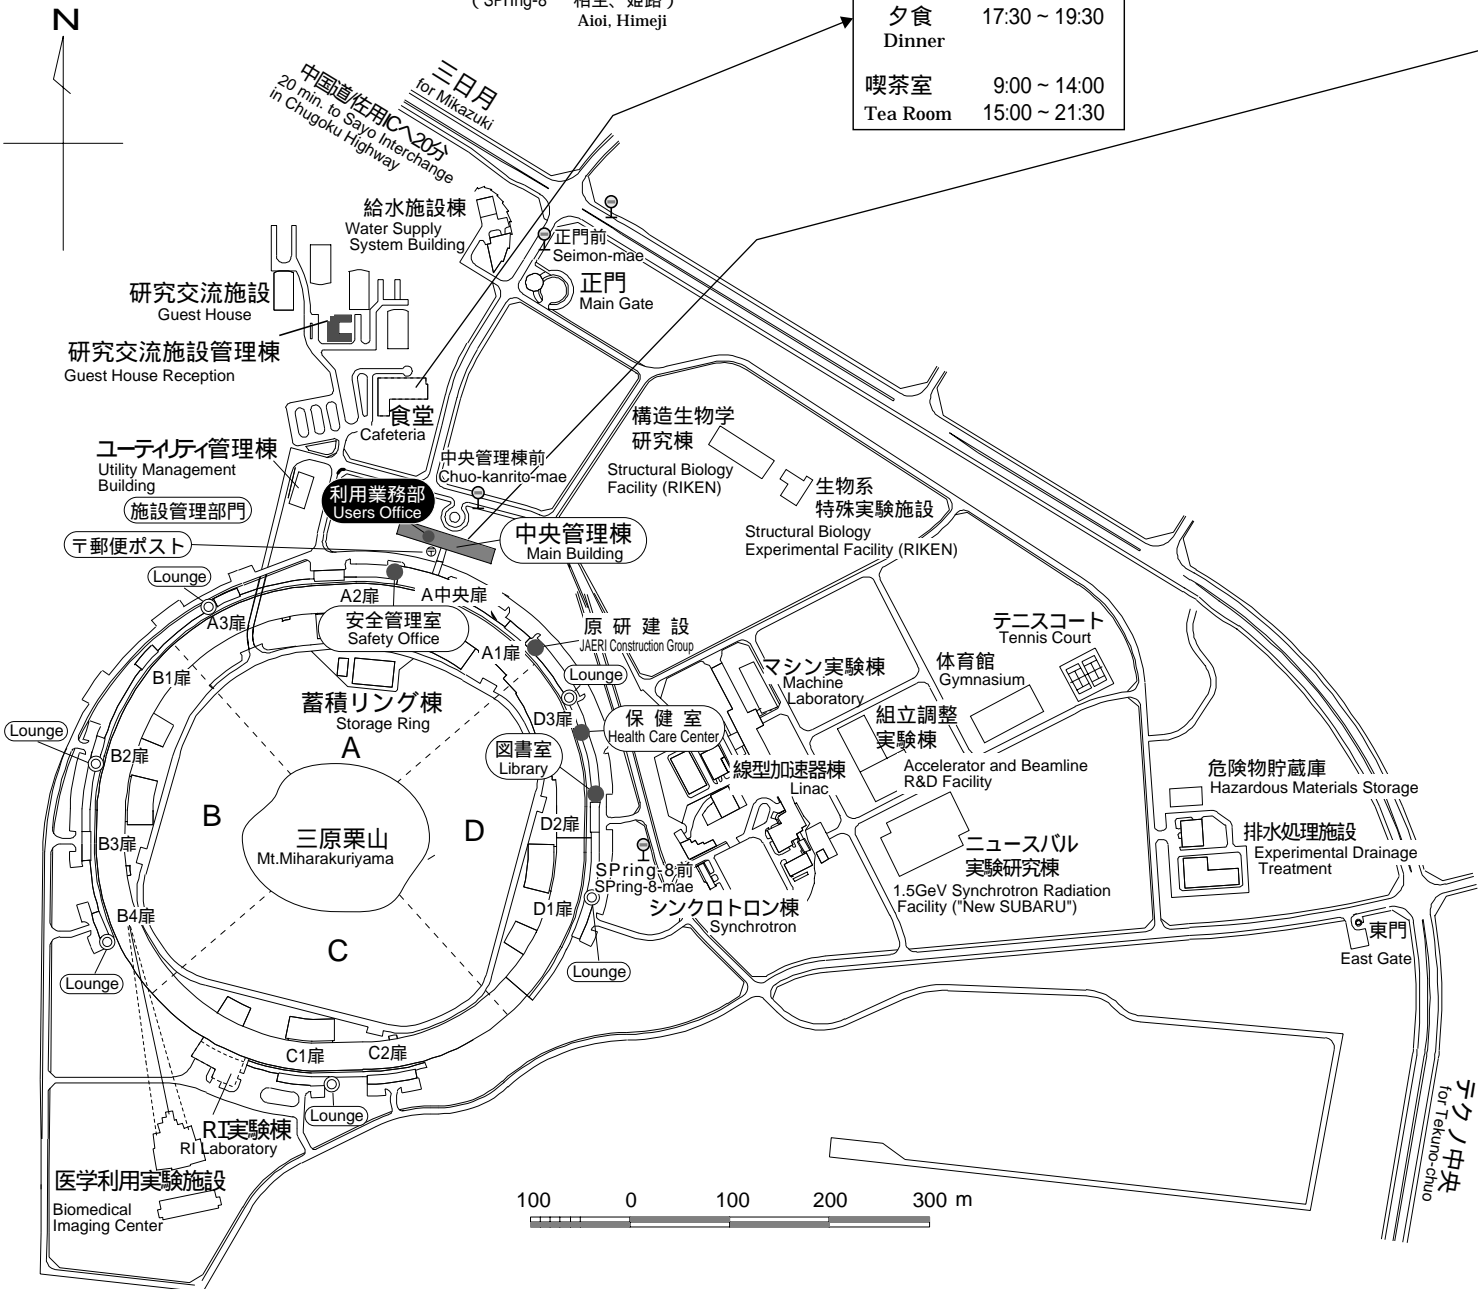 (SPring-8 相生、姫路)
Aioi, Himeji
夕食 17:30 ~ 19:30
Dinner
喫茶室 9:00 ~ 14:00
Tea Room 15:00 ~ 21:30
N
三日月
for Mikazuki
中国道/佐用ICへ20分
20 min. to Sayo Interchange
in Chugoku Highway
給水施設棟
Water Supply
System Building
正門前
Seimon-mae
正門
Main Gate
研究交流施設
Guest House
研究交流施設管理棟
Guest House Reception
食堂
Cafeteria
ユーティリティ管理棟
Utility Management
Building
施設管理部門
〒郵便ポスト
利用業務部
Users Office
中央管理棟前
Chuo-kanrito-mae
中央管理棟
Main Building
構造生物学
研究棟
Structural Biology
Facility (RIKEN)
生物系
特殊実験施設
Structural Biology
Experimental Facility (RIKEN)
Lounge
A3扉
A2扉
A中央扉
安全管理室
Safety Office
A1扉
原研建設
JAERI Construction Group
Lounge
テニスコート
Tennis Court
体育館
Gymnasium
マシン実験棟
Machine
Laboratory
組立調整
実験棟
Accelerator and Beamline
R&D Facility
B1扉
蓄積リング棟
Storage Ring
A
D3扉
保健室
Health Care Center
図書室
Library
線型加速器棟
Linac
Lounge
B2扉
B
三原栗山
Mt.Miharakuriyama
D
D2扉
B3扉
危険物貯蔵庫
Hazardous Materials Storage
排水処理施設
Experimental Drainage
Treatment
ニュースバル
実験研究棟
1.5GeV Synchrotron Radiation
Facility ("New SUBARU")
SPring-8前
SPring-8-mae
シンクロトロン棟
Synchrotron
東門
East Gate
B4扉
D1扉
C
Lounge
Lounge
C1扉
C2扉
Lounge
RI実験棟
RI Laboratory
医学利用実験施設
Biomedical
Imaging Center
テクノ中央
for Tekuno-chuo
100 0 100 200 300 m